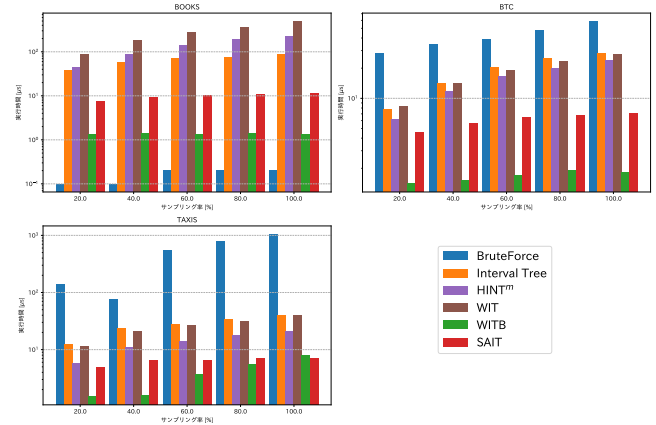 BOOKS
実行時間 [μs]
10²
10¹
10⁰
10⁻¹
20.0 40.0 60.0 80.0 100.0
サンプリング率 [%]
BTC
実行時間 [μs]
10¹
20.0 40.0 60.0 80.0 100.0
サンプリング率 [%]
TAXIS
実行時間 [μs]
10³
10²
10¹
20.0 40.0 60.0 80.0 100.0
サンプリング率 [%]
BruteForce
Interval Tree
HINTᵐ
WIT
WITB
SAIT